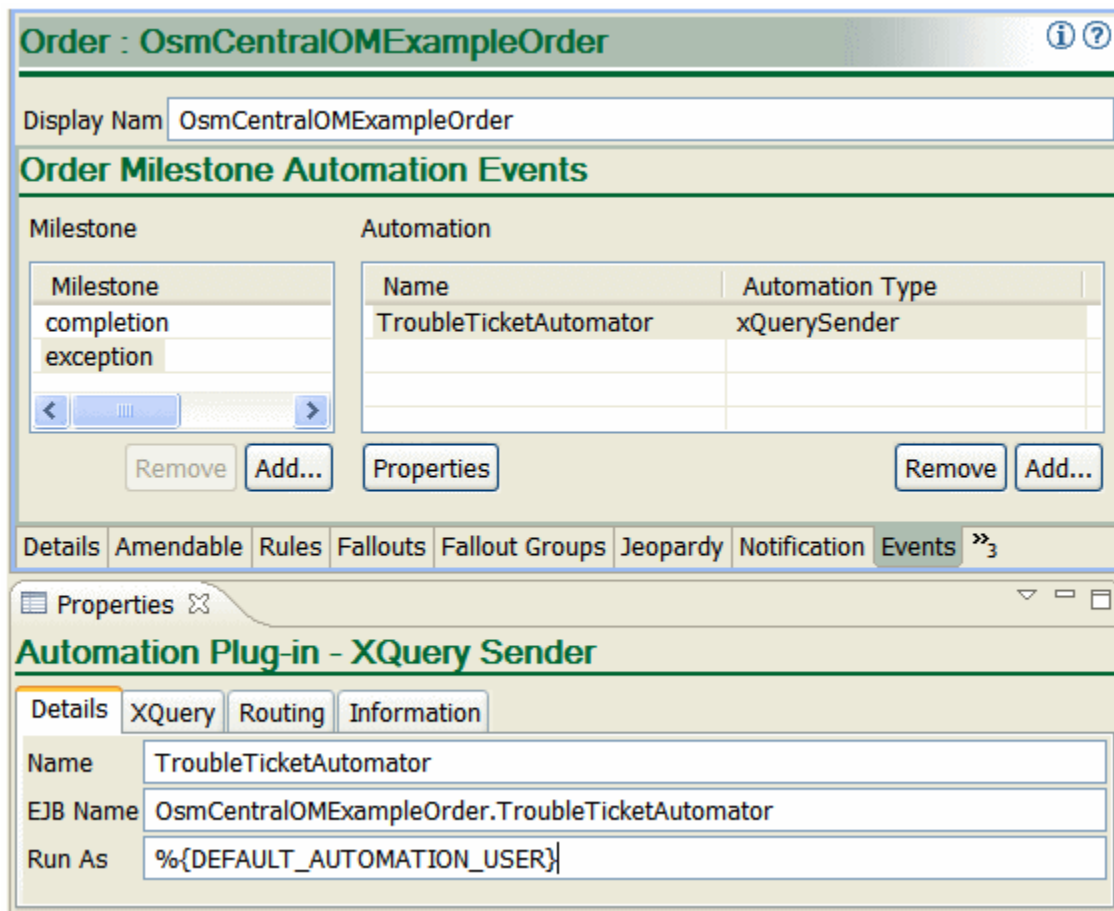 Order : OsmCentralOMExampleOrder
Display Nam OsmCentralOMExampleOrder
Order Milestone Automation Events
Milestone Automation
Milestone Name Automation Type
completion TroubleTicketAutomator xQuerySender
exception
Remove Add... Properties Remove Add...
Details Amendable Rules Fallouts Fallout Groups Jeopardy Notification Events »3
Properties
Automation Plug-in - XQuery Sender
Details XQuery Routing Information
Name TroubleTicketAutomator
EJB Name OsmCentralOMExampleOrder.TroubleTicketAutomator
Run As %{DEFAULT_AUTOMATION_USER}